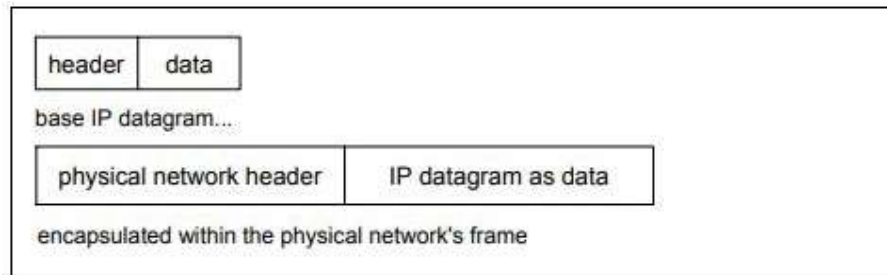 header data
base IP datagram...
physical network header IP datagram as data
encapsulated within the physical network's frame